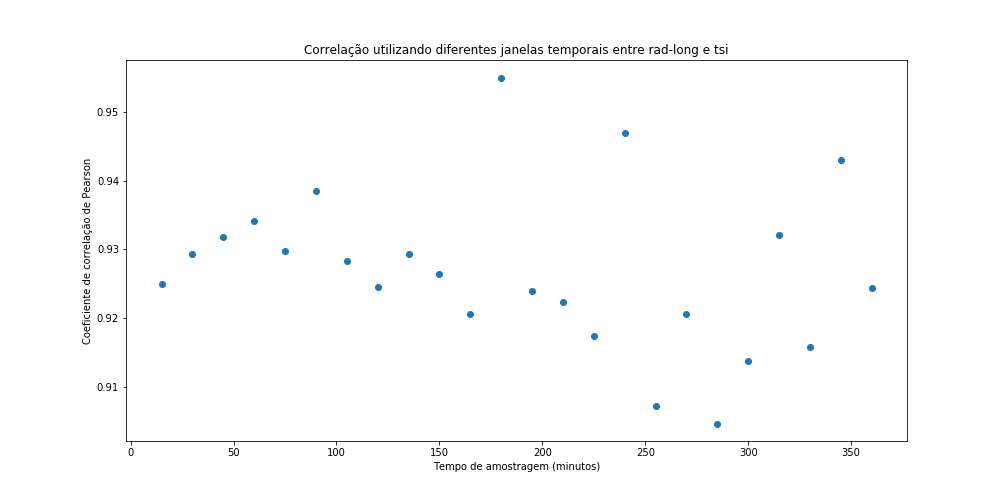 Correlação utilizando diferentes janelas temporais entre rad-long e tsi
Coeficiente de correlação de Pearson
0.95
0.94
0.93
0.92
0.91
0 50 100 150 200 250 300 350
Tempo de amostragem (minutos)